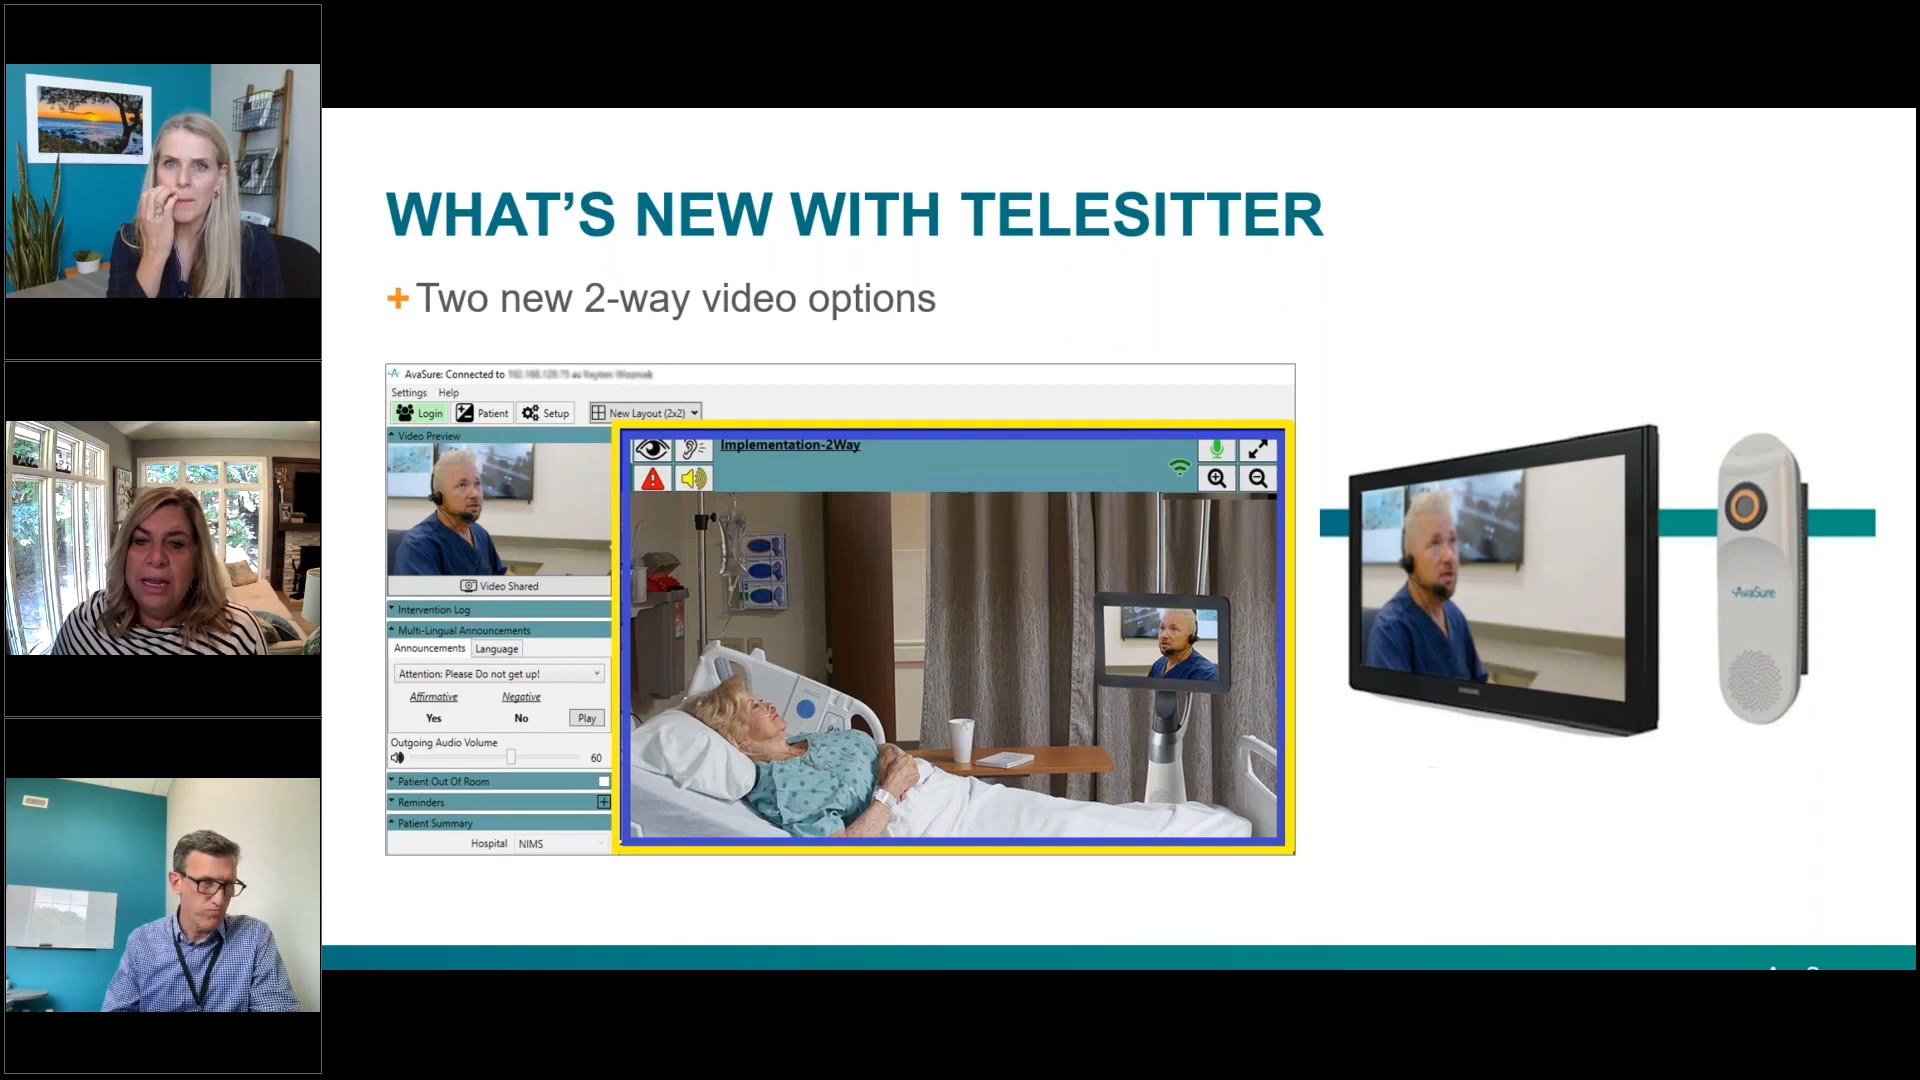 WHAT'S NEW WITH TELESITTER
+ Two new 2-way video options
AvaSure: Connected to
Settings Help
Login Patient Setup New Layout (2x2)
Video Preview
Video Shared
Intervention Log
Multi-Lingual Announcements
Announcements Language
Attention: Please Do not get up!
Affirmative Negative
Yes No Play
Outgoing Audio Volume
60
Patient Out Of Room
Reminders
Patient Summary
Hospital NIMS
Implementation-2Way
SAMSUNG
AvaSure